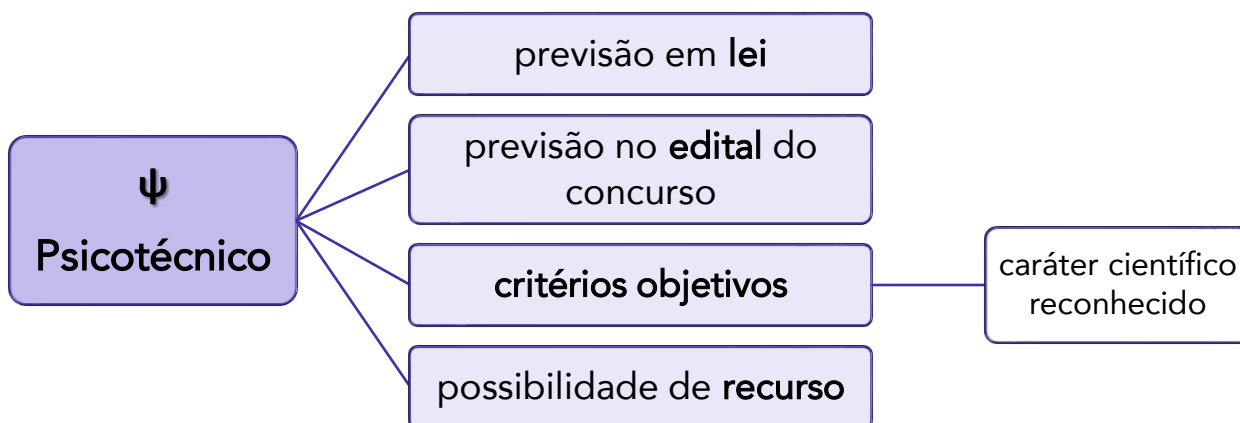 previsão em lei
previsão no edital do
concurso
ψ
Psicotécnico
critérios objetivos
caráter científico
reconhecido
possibilidade de recurso